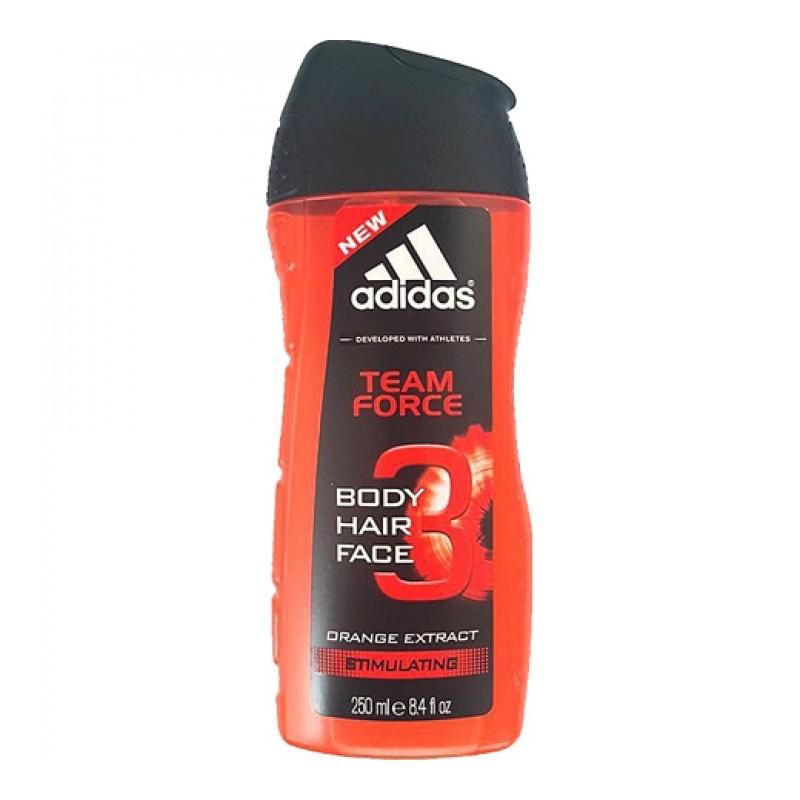 NEW
adidas®
DEVELOPED WITH ATHLETES
TEAM
FORCE
3
BODY
HAIR
FACE
ORANGE EXTRACT
STIMULATING
250 ml e 8.4 fl oz